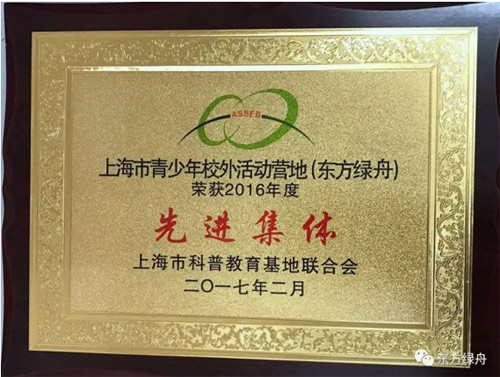 ASSEB
上海市青少年校外活动营地(东方绿舟)
荣获2016年度
先进集体
上海市科普教育基地联合会
二〇一七年二月
东方绿舟